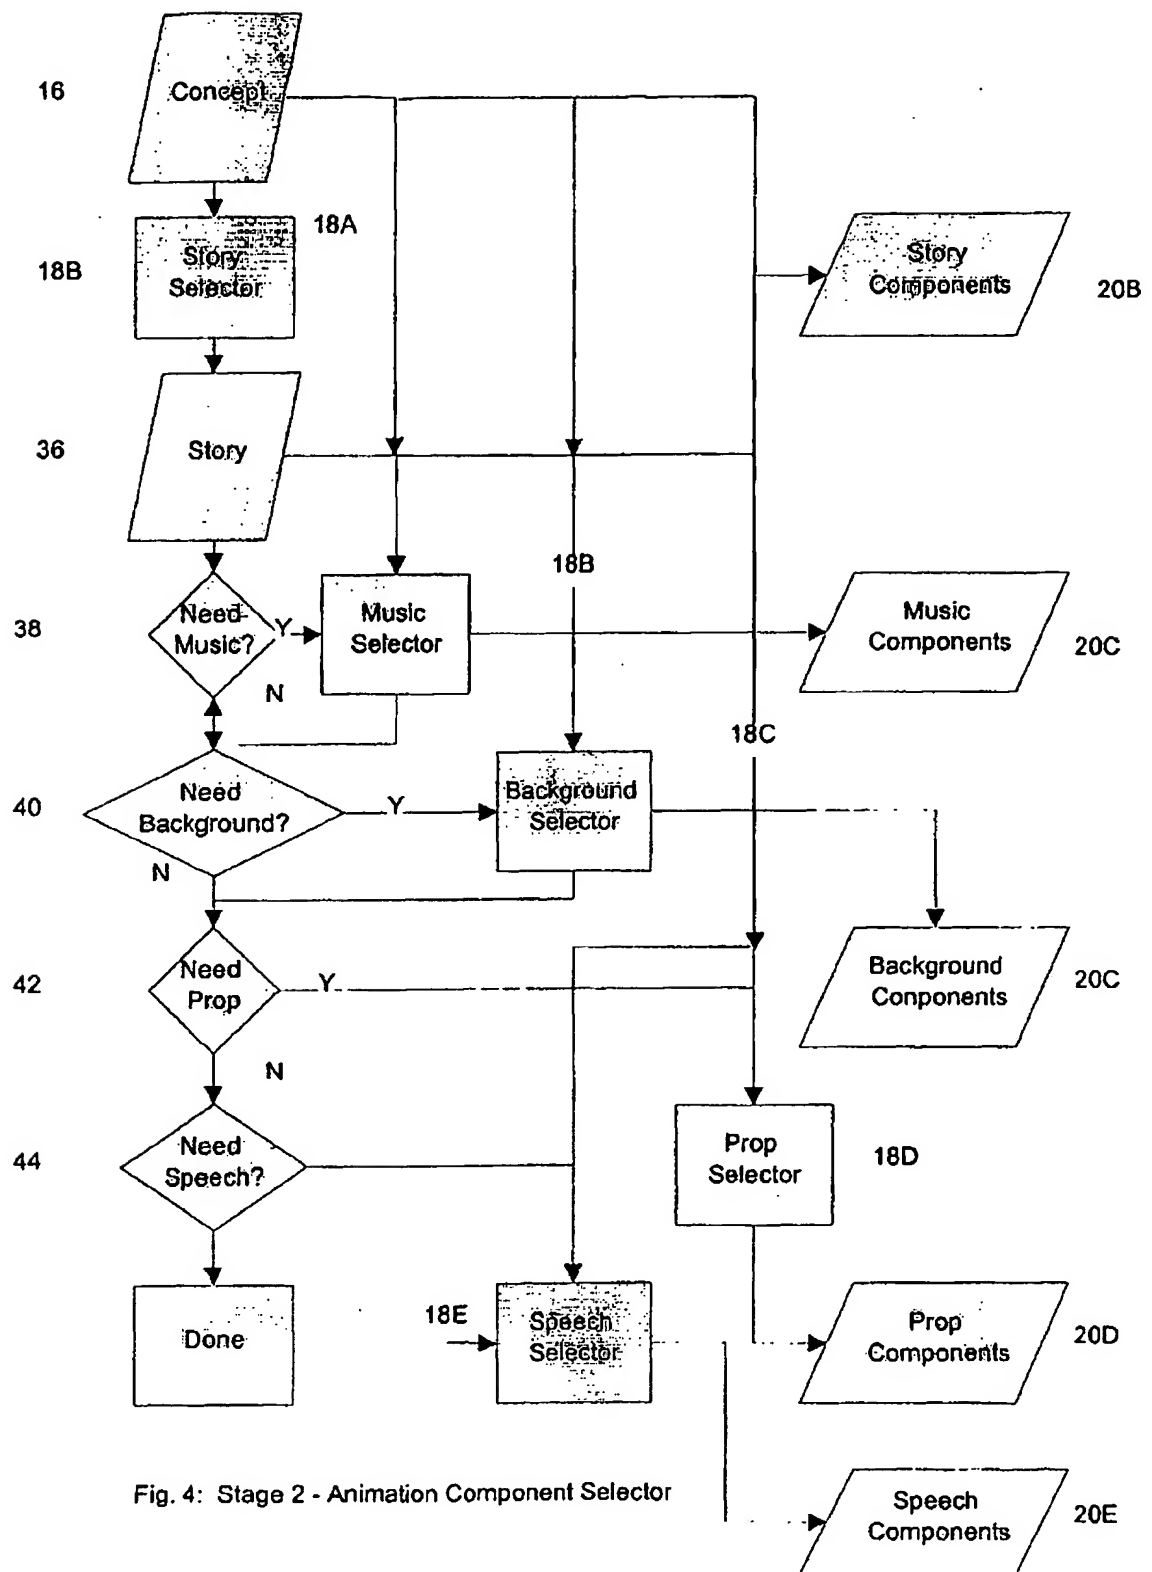 16
Concept
18A
18B
Story
Selector
Story
Components
20B
36
Story
18B
38
Need
Music?
Y
Music
Selector
Music
Components
20C
N
18C
40
Need
Background?
Y
Background
Selector
N
42
Need
Prop
Y
Background
Conponents
20C
N
44
Need
Speech?
Prop
Selector
18D
Done
18E
Speech
Selector
Prop
Components
20D
Fig. 4: Stage 2 - Animation Component Selector
Speech
Components
20E